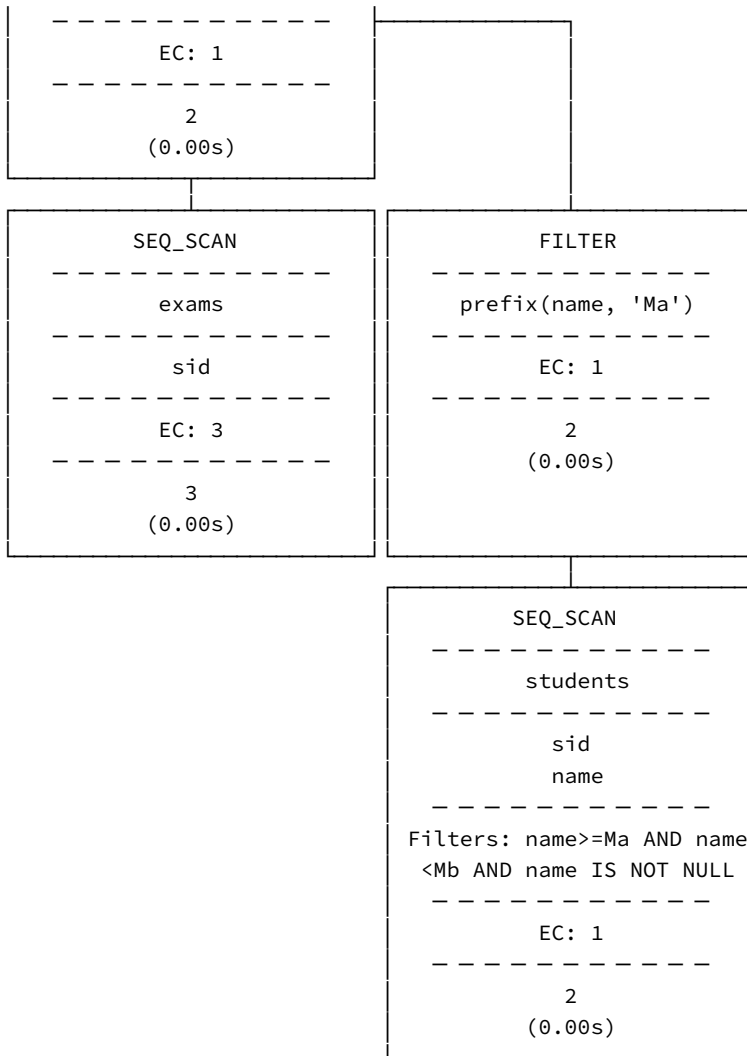 EC: 1
2
(0.00s)
SEQ_SCAN
exams
sid
EC: 3
3
(0.00s)
FILTER
prefix(name, 'Ma')
EC: 1
2
(0.00s)
SEQ_SCAN
students
sid
name
Filters: name>=Ma AND name
<Mb AND name IS NOT NULL
EC: 1
2
(0.00s)